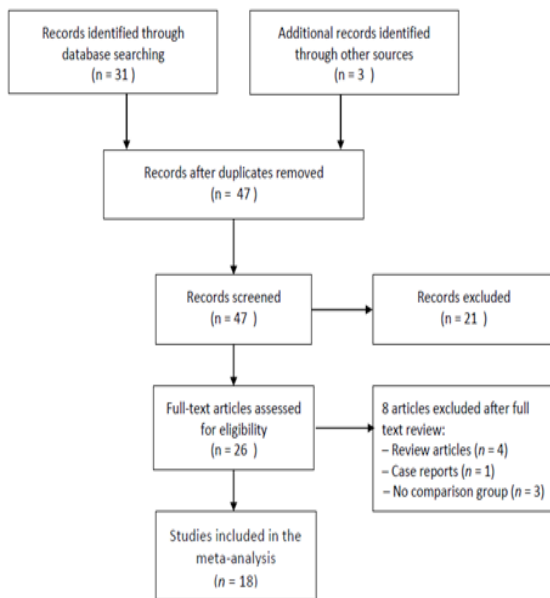 Records identified through
database searching
(n = 31 )
Additional records identified
through other sources
(n = 3 )
Records after duplicates removed
(n = 47 )
Records screened
(n = 47 )
Records excluded
(n = 21 )
Full-text articles assessed
for eligibility
(n = 26 )
8 articles excluded after full
text review:
– Review articles (n = 4)
– Case reports (n = 1)
– No comparison group (n = 3)
Studies included in the
meta-analysis
(n = 18)